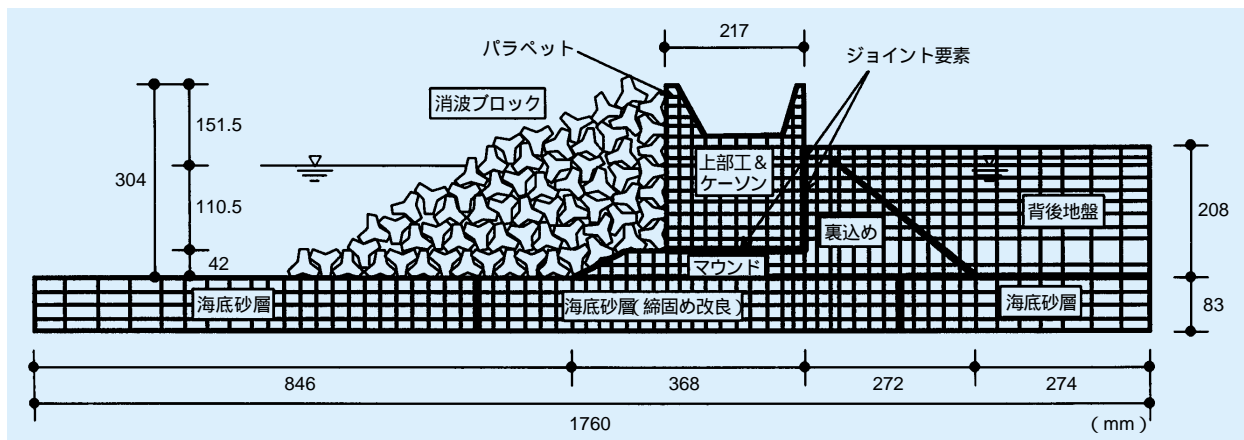 217
パラペット
ジョイント要素
消波ブロック
151.5
304
110.5
42
上部工&
ケーソン
背後地盤
裏込め
208
マウンド
海底砂層
海底砂層(締固め改良)
海底砂層
83
846
368
272
274
1760
(mm)